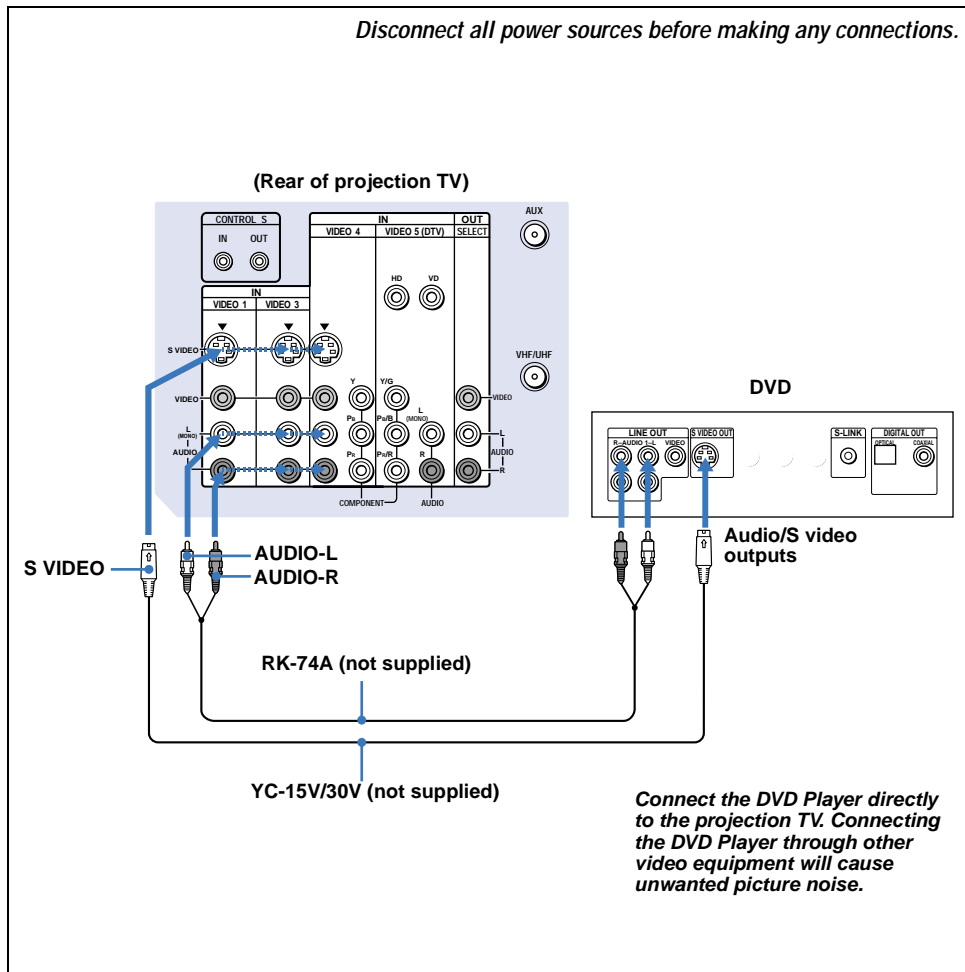 Disconnect all power sources before making any connections.
(Rear of projection TV)
CONTROL S
IN OUT
IN
OUT
VIDEO 4
VIDEO 5 (DTV)
SELECT
AUX
HD VD
IN
VIDEO 1 VIDEO 3
S VIDEO
VHF/UHF
VIDEO
Y
Y/G
VIDEO
L
(MONO)
AUDIO
R
PB
PB/B
L
(MONO)
PR
PR/R
R
L
AUDIO
R
COMPONENT
AUDIO
DVD
LINE OUT
R–AUDIO 1–L VIDEO
S VIDEO OUT
S-LINK
DIGITAL OUT
OPTICAL COAXIAL
S VIDEO
AUDIO-L
AUDIO-R
Audio/S video
outputs
RK-74A (not supplied)
YC-15V/30V (not supplied)
Connect the DVD Player directly
to the projection TV. Connecting
the DVD Player through other
video equipment will cause
unwanted picture noise.